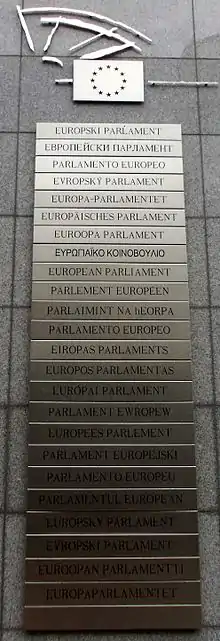 EUROPSKI PARLAMENT
ЕВРОПЕЙСКИ ПАРЛАМЕНТ
PARLAMENTO EUROPEO
EVROPSKÝ PARLAMENT
EUROPA-PARLAMENTET
EUROPÄISCHES PARLAMENT
EUROOPA PARLAMENT
ΕΥΡΩΠΑΪΚΟ ΚΟΙΝΟΒΟΥΛΙΟ
EUROPEAN PARLIAMENT
PARLEMENT EUROPÉEN
PARLAIMINT NA hEORPA
PARLAMENTO EUROPEO
EIROPAS PARLAMENTS
EUROPOS PARLAMENTAS
EURÓPAI PARLAMENT
PARLAMENT EWROPEW
EUROPEES PARLEMENT
PARLAMENT EUROPEJSKI
PARLAMENTO EUROPEU
PARLAMENTUL EUROPEAN
EURÓPSKY PARLAMENT
EVROPSKI PARLAMENT
EUROOPAN PARLAMENTTI
EUROPAPARLAMENTET